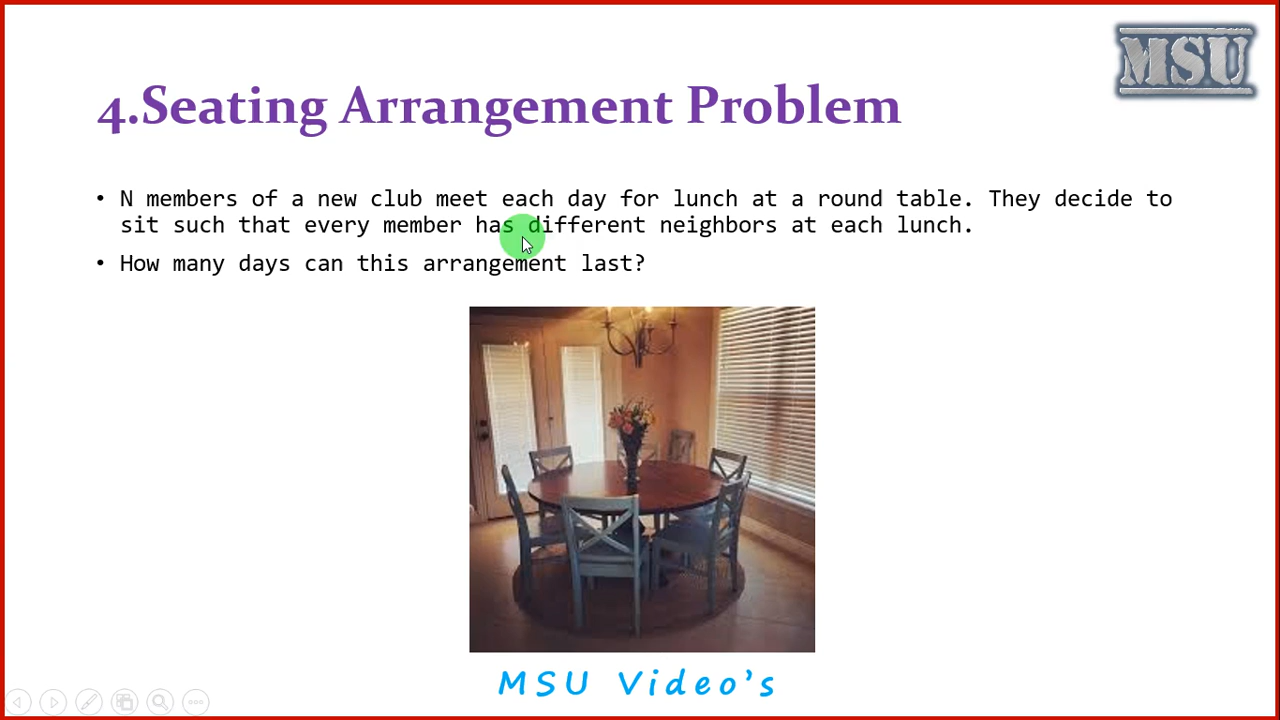 MSU
4.Seating Arrangement Problem
• N members of a new club meet each day for lunch at a round table. They decide to
sit such that every member has different neighbors at each lunch.
• How many days can this arrangement last?
MSU Video's